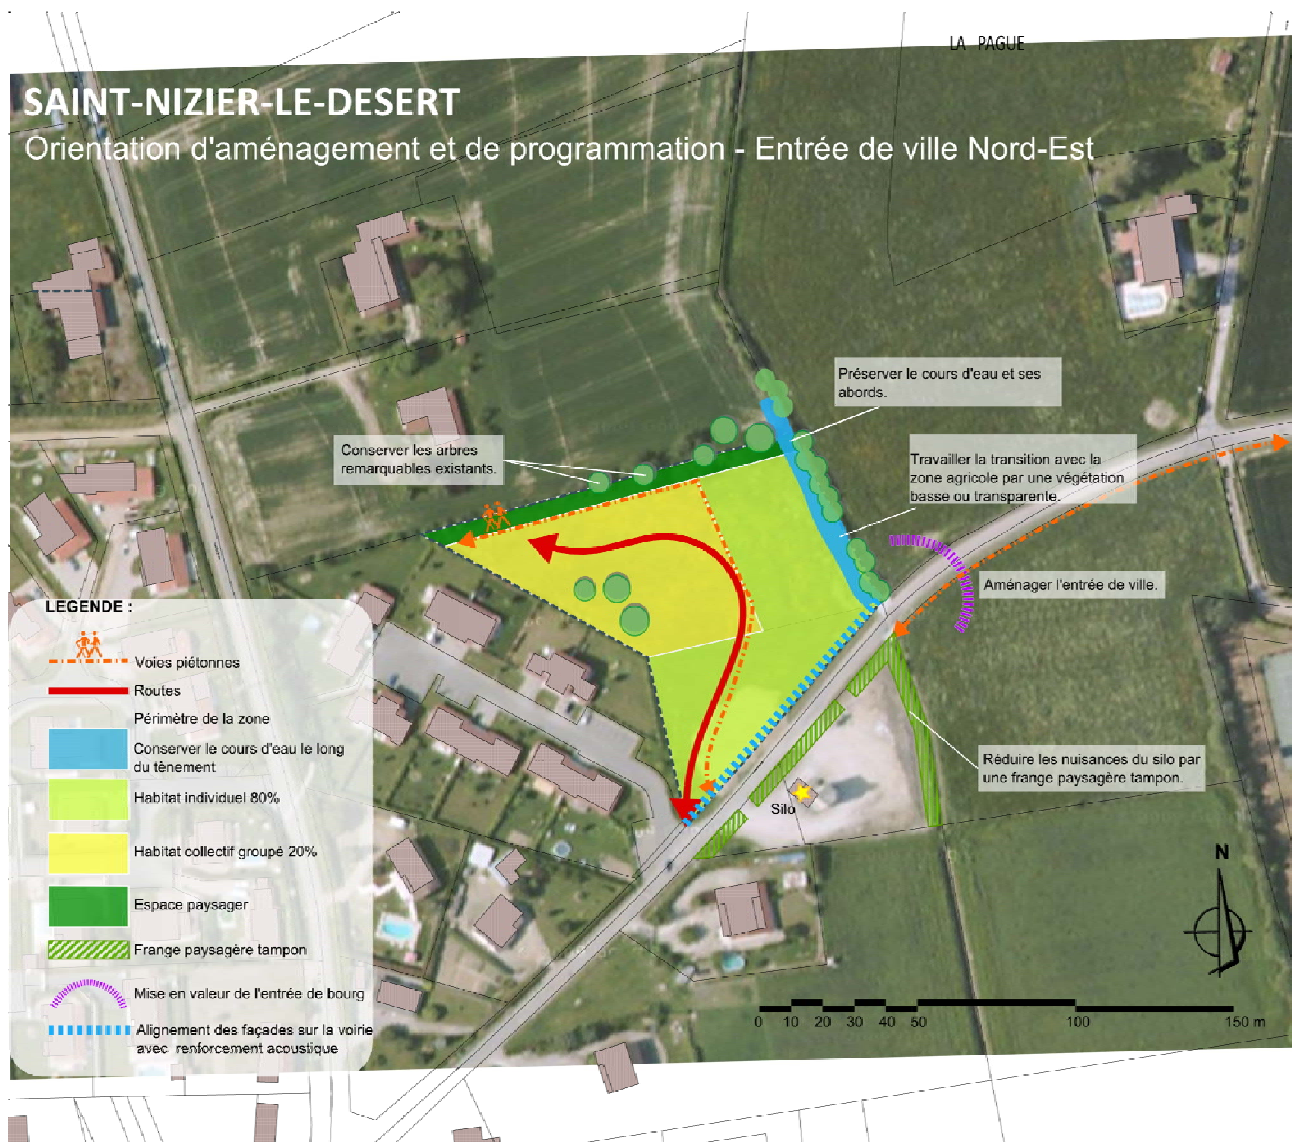 LA PAGUE
SAINT-NIZIER-LE-DESERT
Orientation d'aménagement et de programmation - Entrée de ville Nord-Est
Préserver le cours d'eau et ses
abords.
Conserver les arbres
remarquables existants.
Travailler la transition avec la
zone agricole par une végétation
basse ou transparente.
Aménager l'entrée de ville.
Réduire les nuisances du silo par
une frange paysagère tampon.
Silo
LEGENDE :
Voies piétonnes
Routes
Périmètre de la zone
Conserver le cours d'eau le long
du tènement
Habitat individuel 80%
Habitat collectif groupé 20%
Espace paysager
Frange paysagère tampon
Mise en valeur de l'entrée de bourg
Alignement des façades sur la voirie
avec renforcement acoustique
N
0 10 20 30 40 50 100 150 m